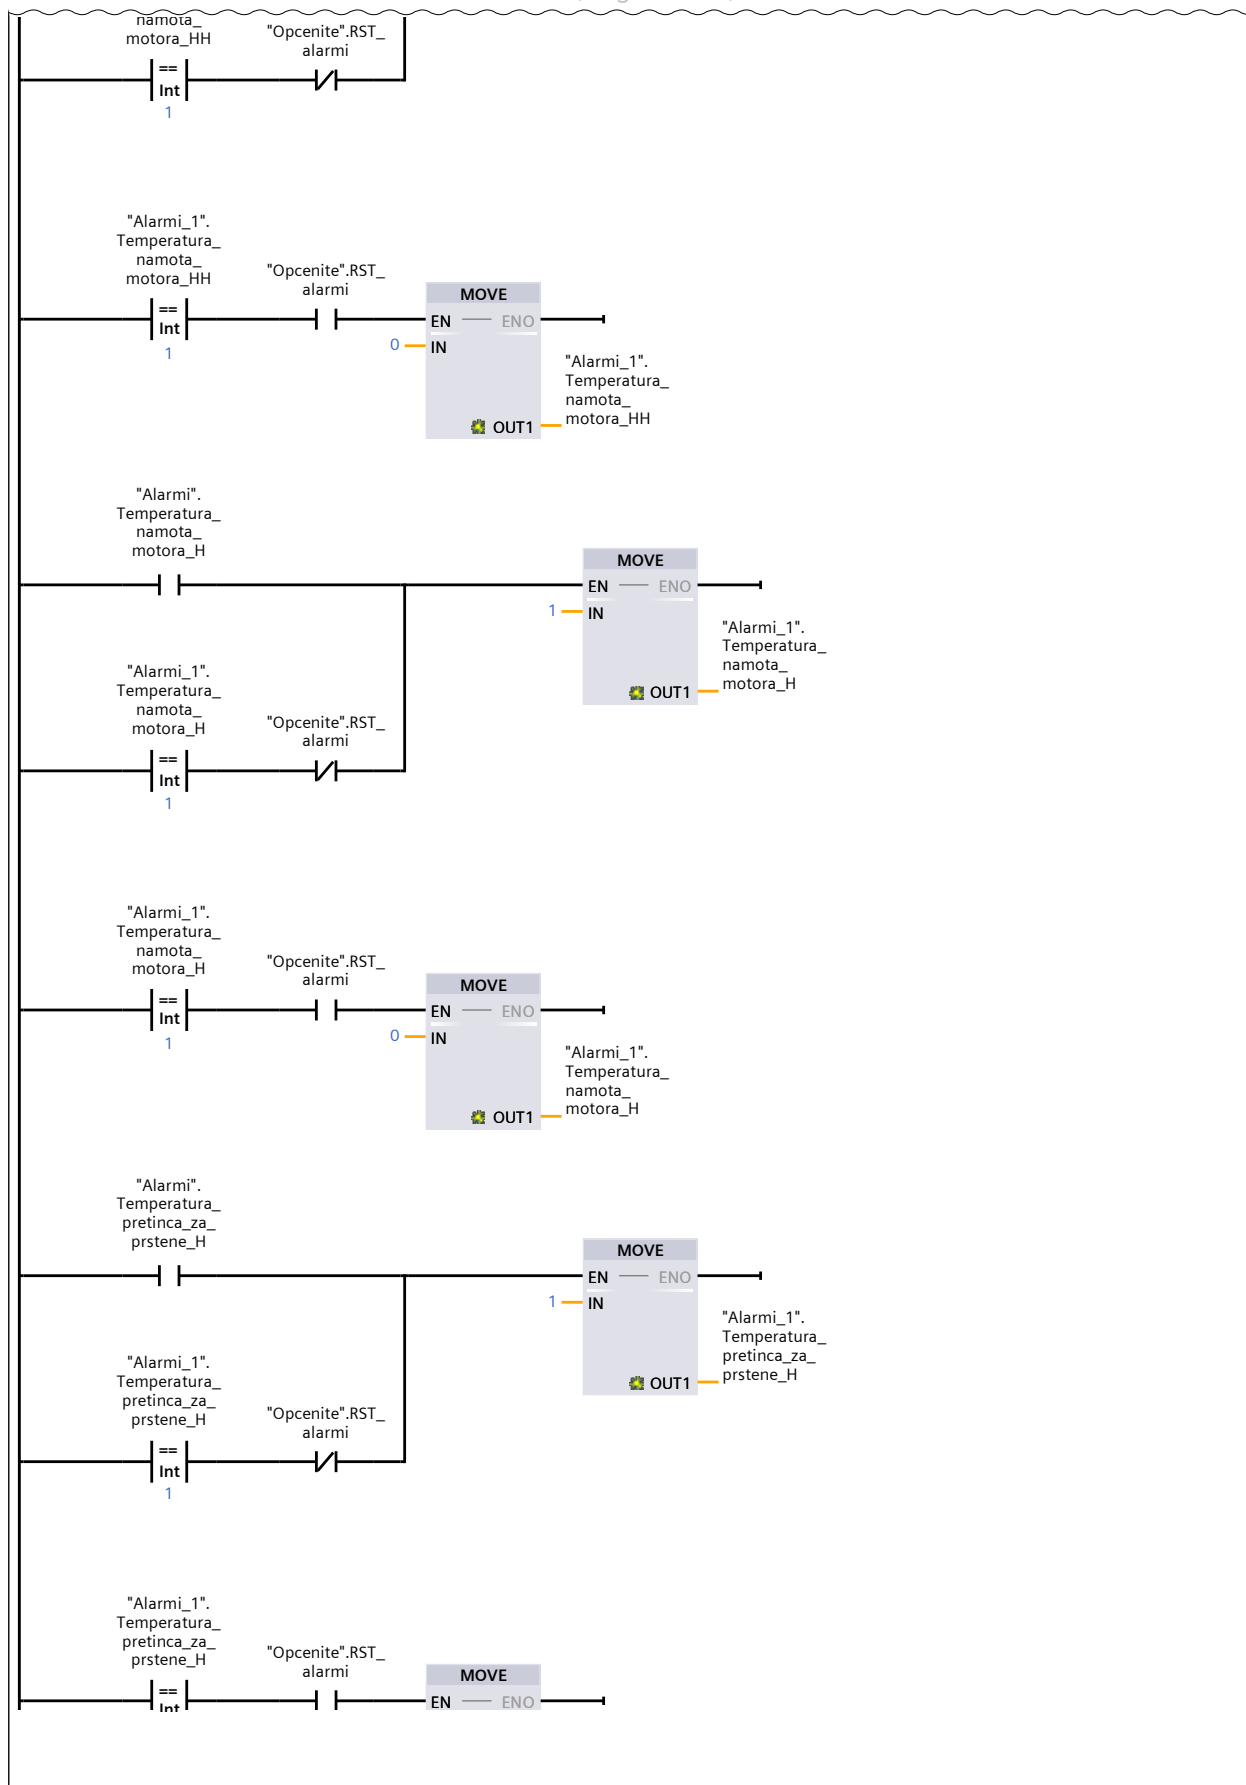 namota_
motora_HH
"Opcenite".RST_
alarmi
==
Int
1
"Alarmi_1".
Temperatura_
namota_
motora_HH
"Opcenite".RST_
alarmi
==
Int
1
MOVE
EN
ENO
0
IN
OUT1
"Alarmi_1".
Temperatura_
namota_
motora_HH
"Alarmi".
Temperatura_
namota_
motora_H
MOVE
EN
ENO
1
IN
OUT1
"Alarmi_1".
Temperatura_
namota_
motora_H
"Alarmi_1".
Temperatura_
namota_
motora_H
"Opcenite".RST_
alarmi
==
Int
1
"Alarmi_1".
Temperatura_
namota_
motora_H
"Opcenite".RST_
alarmi
==
Int
1
MOVE
EN
ENO
0
IN
OUT1
"Alarmi_1".
Temperatura_
namota_
motora_H
"Alarmi".
Temperatura_
pretinca_za_
prstene_H
MOVE
EN
ENO
1
IN
OUT1
"Alarmi_1".
Temperatura_
pretinca_za_
prstene_H
"Alarmi_1".
Temperatura_
pretinca_za_
prstene_H
"Opcenite".RST_
alarmi
==
Int
1
"Alarmi_1".
Temperatura_
pretinca_za_
prstene_H
"Opcenite".RST_
alarmi
==
Int
MOVE
EN
ENO